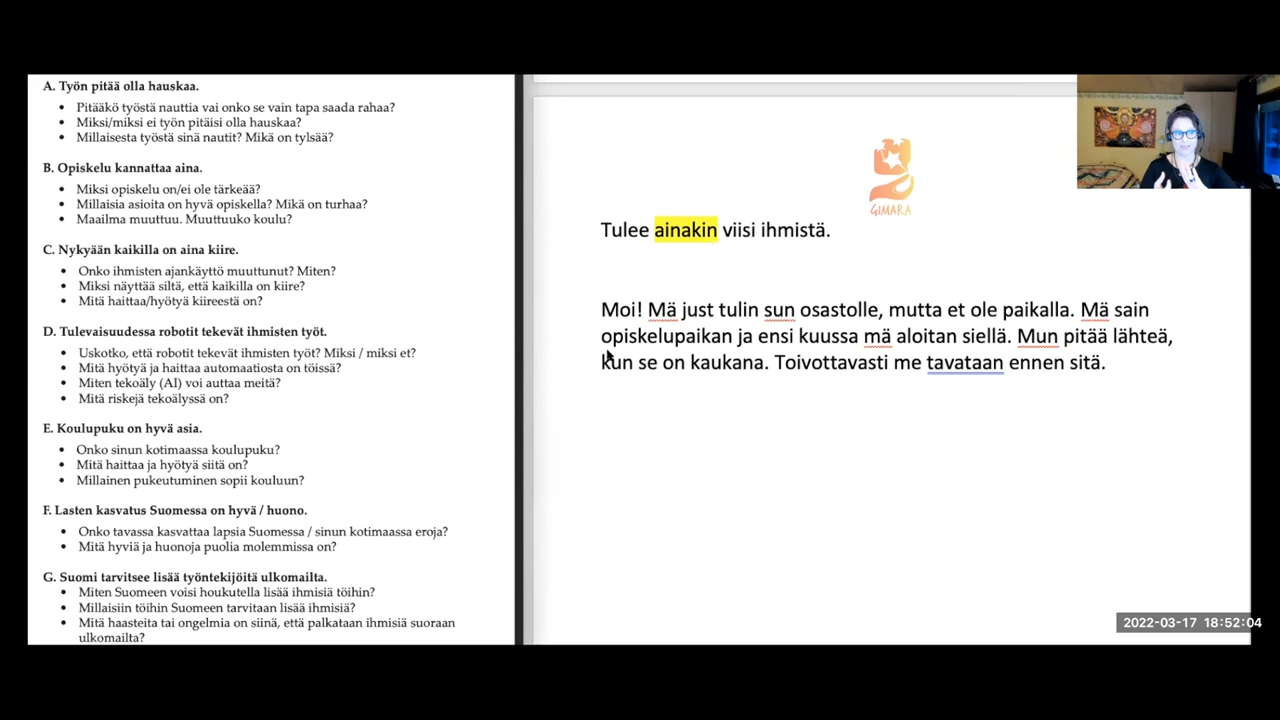 A. Työn pitää olla hauskaa.
• Pitääkö työstä nauttia vai onko se vain tapa saada rahaa?
• Miksi/miksi ei työn pitäisi olla hauskaa?
• Millaisesta työstä sinä nautit? Mikä on tylsää?
B. Opiskelu kannattaa aina.
• Miksi opiskelu on/ei ole tärkeää?
• Millaisia asioita on hyvä opiskella? Mikä on turhaa?
• Maailma muuttuu. Muuttuuko koulu?
C. Nykyään kaikilla on aina kiire.
• Onko ihmisten ajankäyttö muuttunut? Miten?
• Miksi näyttää siltä, että kaikilla on kiire?
• Mitä haittaa/hyötyä kiireestä on?
D. Tulevaisuudessa robotit tekevät ihmisten työt.
• Uskotko, että robotit tekevät ihmisten työt? Miksi / miksi et?
• Mitä hyötyä ja haittaa automaatiosta on töissä?
• Miten tekoäly (AI) voi auttaa meitä?
• Mitä riskejä tekoälyssä on?
E. Koulupuku on hyvä asia.
• Onko sinun kotimaassa koulupuku?
• Mitä haittaa ja hyötyä siitä on?
• Millainen pukeutuminen sopii kouluun?
F. Lasten kasvatus Suomessa on hyvä / huono.
• Onko tavassa kasvattaa lapsia Suomessa / sinun kotimaassa eroja?
• Mitä hyviä ja huonoja puolia molemmissa on?
G. Suomi tarvitsee lisää työntekijöitä ulkomailta.
• Miten Suomeen voisi houkutella lisää ihmisiä töihin?
• Millaisiin töihin Suomeen tarvitaan lisää ihmisiä?
• Mitä haasteita tai ongelmia on siinä, että palkataan ihmisiä suoraan
ulkomailta?
GIMARA
Tulee ainakin viisi ihmistä.
Moi! Mä just tulin sun osastolle, mutta et ole paikalla. Mä sain
opiskelupaikan ja ensi kuussa mä aloitan siellä. Mun pitää lähteä,
kun se on kaukana. Toivottavasti me tavataan ennen sitä.
2022-03-17 18:52:04